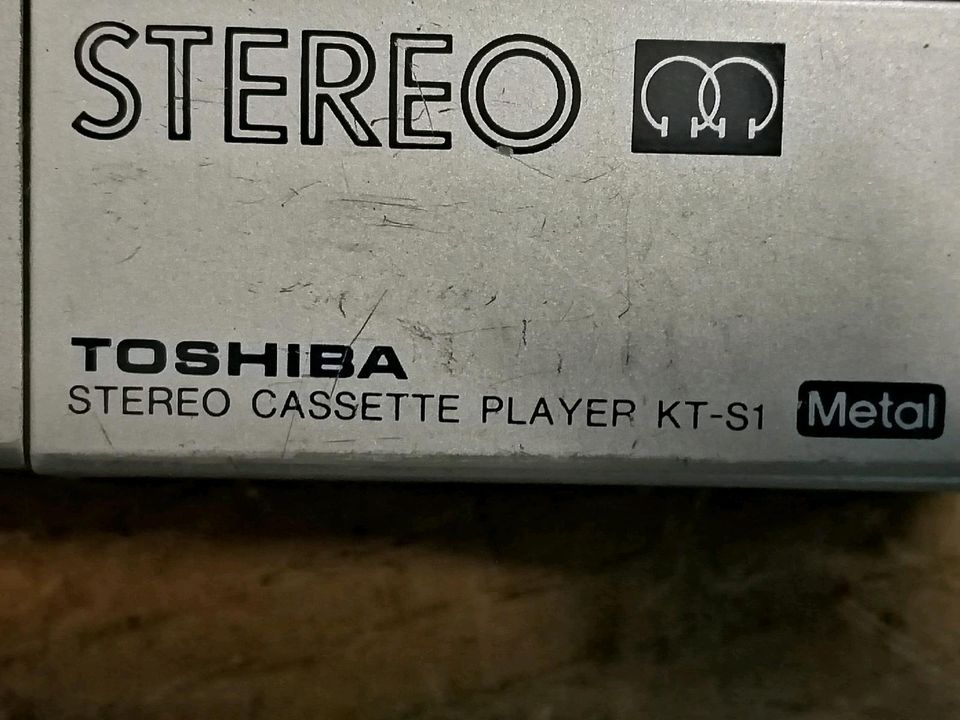 STEREO
TOSHIBA
STEREO CASSETTE PLAYER KT-S1 Metal